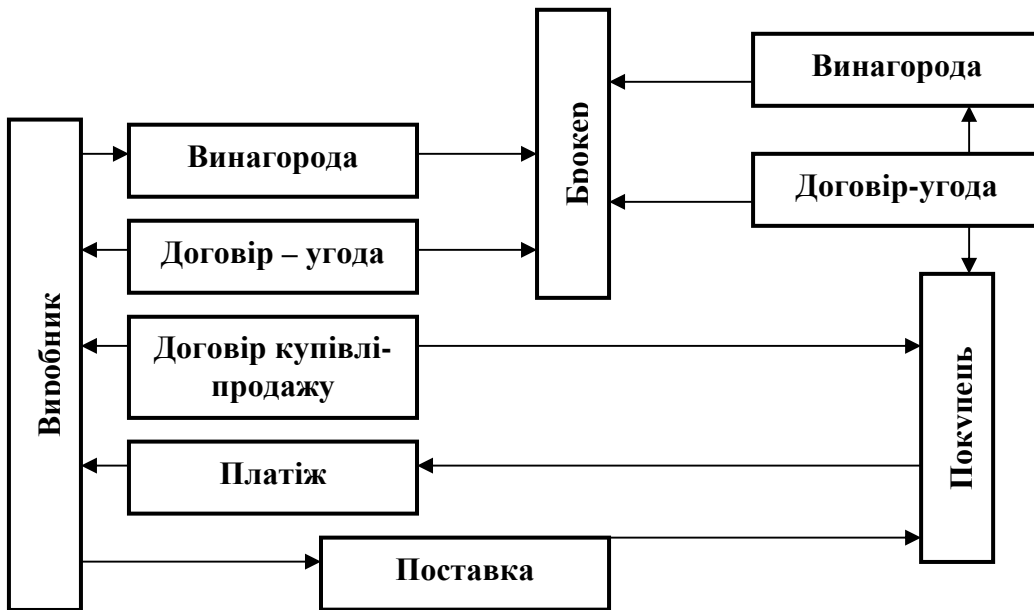 Винагорода
Брокер
Винагорода
Договір-угода
Договір – угода
Виробник
Договір купівлі-
продажу
Покупець
Платіж
Поставка